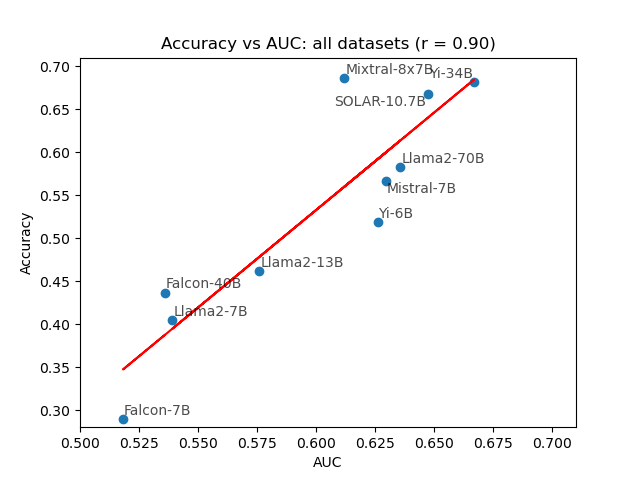 Accuracy vs AUC: all datasets (r = 0.90)
0.70
0.65
0.60
0.55
0.50
0.45
0.40
0.35
0.30
Accuracy
Mixtral-8x7B
Yi-34B
SOLAR-10.7B
Llama2-70B
Mistral-7B
Yi-6B
Llama2-13B
Falcon-40B
Llama2-7B
Falcon-7B
0.500 0.525 0.550 0.575 0.600 0.625 0.650 0.675 0.700
AUC